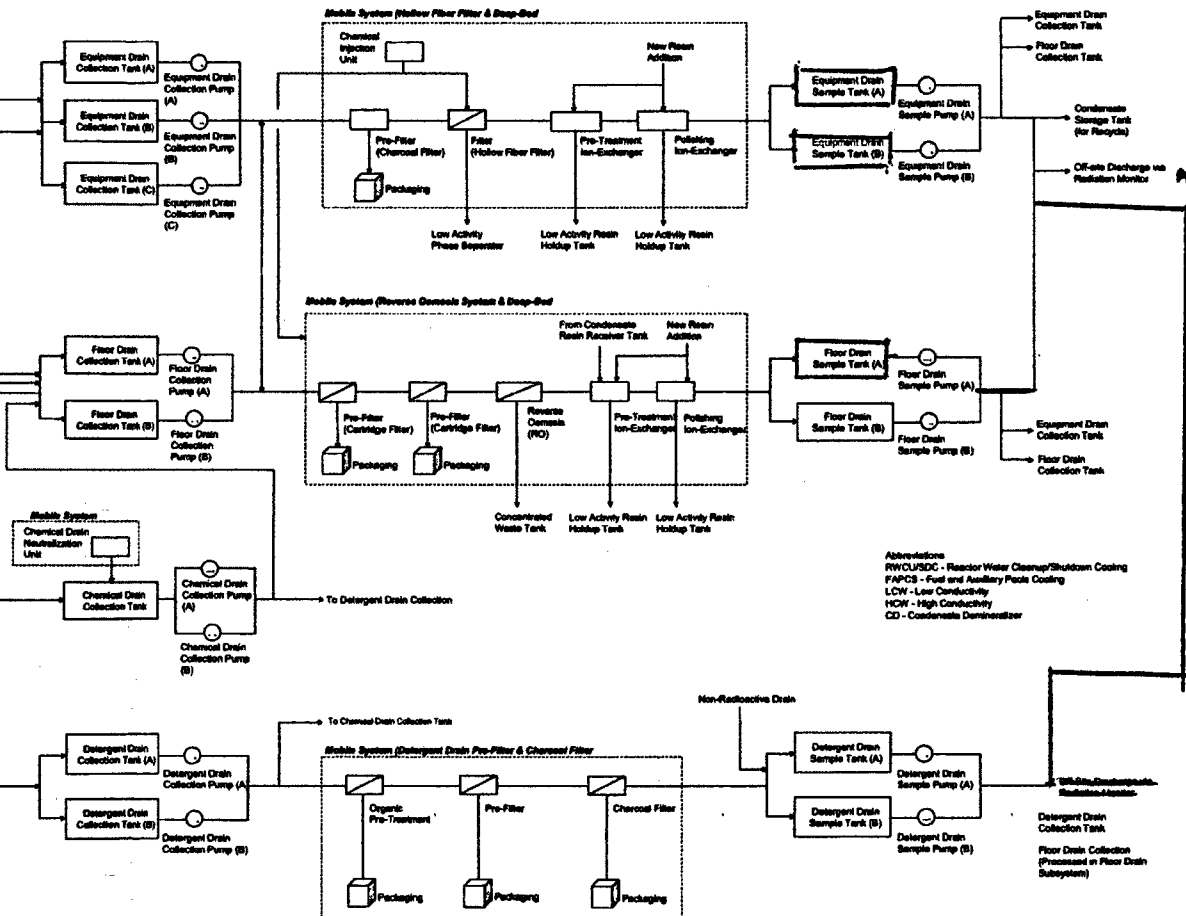 Mobile System (Hollow Fiber Filter & Deep-Bed
Equipment Drain
Collection Tank (A)
Equipment Drain
Collection Pump
(A)
Equipment Drain
Collection Tank (B)
Equipment Drain
Collection Pump
(B)
Equipment Drain
Collection Tank (C)
Equipment Drain
Collection Pump
(C)
Chemical
Injection
Unit
New Resin
Addition
Pre-Filter
(Charcoal Filter)
Filter
(Hollow Fiber Filter)
Pre-Treatment
Ion-Exchanger
Polishing
Ion-Exchanger
Packaging
Low Activity
Phase Separator
Low Activity Resin
Holdup Tank
Low Activity Resin
Holdup Tank
Equipment Drain
Sample Tank (A)
Equipment Drain
Sample Pump (A)
Equipment Drain
Sample Tank (B)
Equipment Drain
Sample Pump (B)
Equipment Drain
Collection Tank
Floor Drain
Collection Tank
Condensate
Storage Tank
(for Recycle)
Off-site Discharge via
Radiation Monitor
Mobile System (Reverse Osmosis System & Deep-Bed
Floor Drain
Collection Tank (A)
Floor Drain
Collection
Pump (A)
Floor Drain
Collection Tank (B)
Floor Drain
Collection
Pump (B)
From Condensate
Resin Receiver Tank
New Resin
Addition
Pre-Filter
(Cartridge Filter)
Pre-Filter
(Cartridge Filter)
Reverse
Osmosis
(RO)
Pre-Treatment
Ion-Exchanger
Polishing
Ion-Exchanger
Packaging
Packaging
Concentrated
Waste Tank
Low Activity Resin
Holdup Tank
Low Activity Resin
Holdup Tank
Floor Drain
Sample Tank (A)
Floor Drain
Sample Pump (A)
Floor Drain
Sample Tank (B)
Floor Drain
Sample Pump (B)
Equipment Drain
Collection Tank
Floor Drain
Collection Tank
Mobile System
Chemical Drain
Neutralization
Unit
Chemical Drain
Collection Tank
Chemical Drain
Collection Pump
(A)
Chemical Drain
Collection Pump
(B)
To Detergent Drain Collection
Abbreviations
RWCU/SDC - Reactor Water Cleanup/Shutdown Cooling
FAPCS - Fuel and Auxiliary Pools Cooling
LCW - Low Conductivity
HCW - High Conductivity
CD - Condensate Demineralizer
To Chemical Drain Collection Tank
Mobile System (Detergent Drain Pre-Filter & Charcoal Filter
Detergent Drain
Collection Tank (A)
Detergent Drain
Collection Pump (A)
Detergent Drain
Collection Tank (B)
Detergent Drain
Collection Pump (B)
Organic
Pre-Treatment
Pre-Filter
Charcoal Filter
Packaging
Packaging
Packaging
Non-Radioactive Drain
Detergent Drain
Sample Tank (A)
Detergent Drain
Sample Pump (A)
Detergent Drain
Sample Tank (B)
Detergent Drain
Sample Pump (B)
Detergent Drain
Collection Tank
Floor Drain Collection
(Processed in Floor Drain
Subsystem)